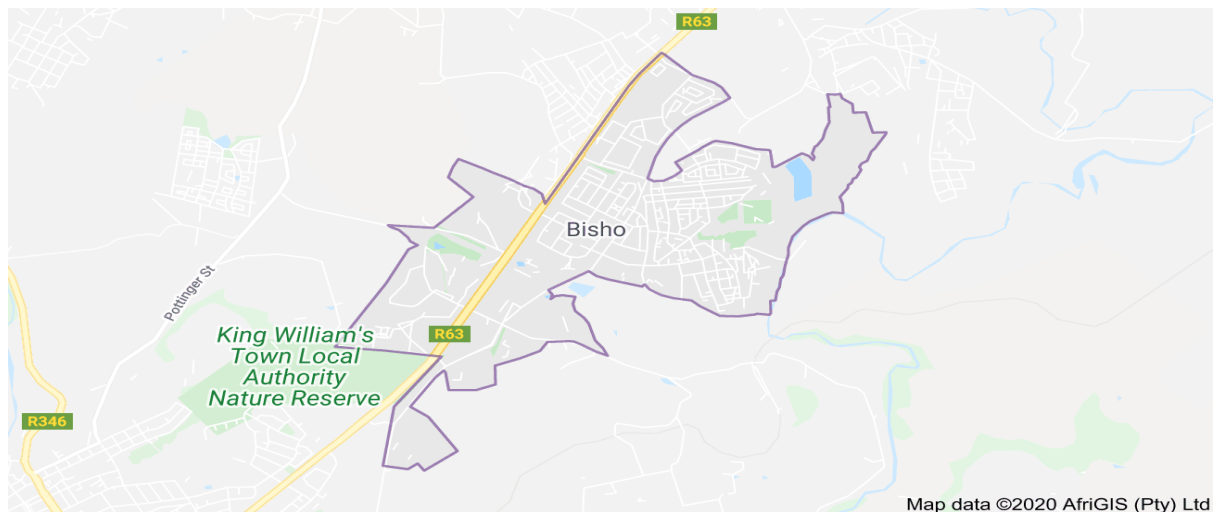 R63
Bisho
Pottinger St
R63
King William's
Town Local
Authority
Nature Reserve
R346
Map data ©2020 AfriGIS (Pty) Ltd